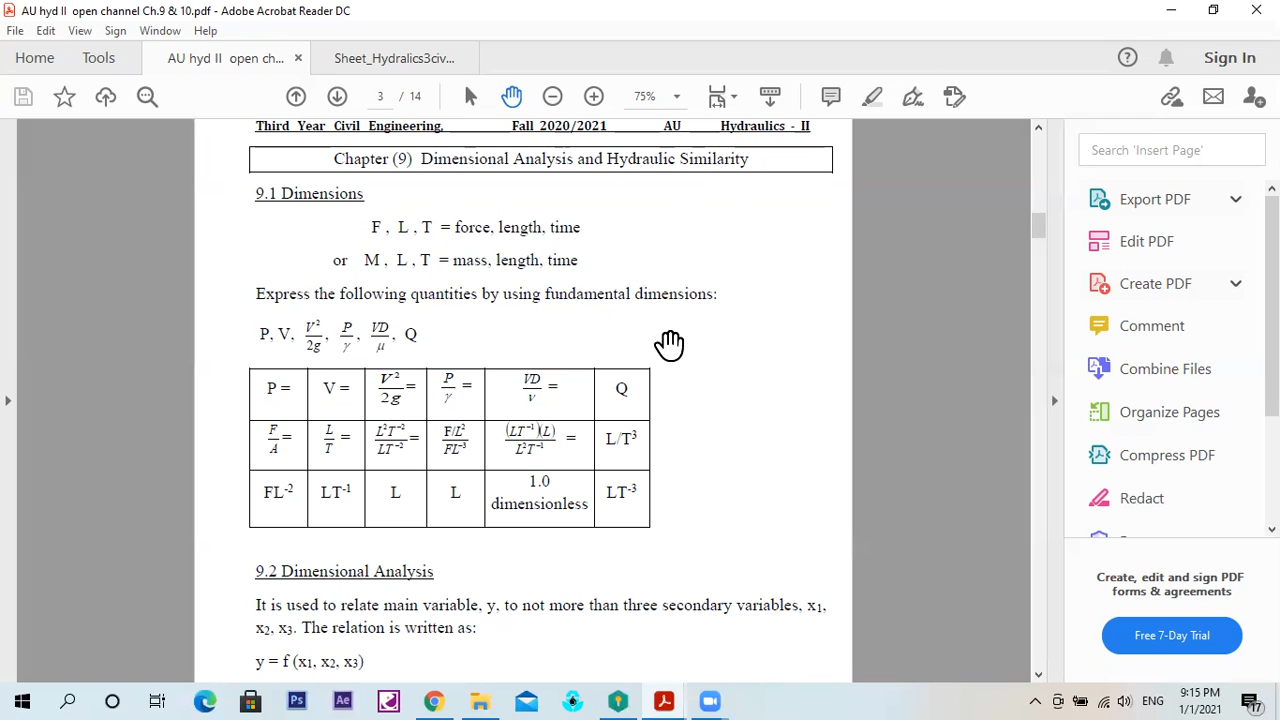 AU hyd II  open channel Ch.9 & 10.pdf - Adobe Acrobat Reader DC
File Edit View Sign Window Help
Home Tools AU hyd II  open ch... × Sheet_Hydralics3civ... Sign In
3 / 14 75%
Third Year Civil Engineering, Fall 2020/2021 AU Hydraulics - II
Chapter (9)  Dimensional Analysis and Hydraulic Similarity
9.1 Dimensions
F , L , T = force, length, time
or M , L , T = mass, length, time
Express the following quantities by using fundamental dimensions:
P, V, V²/2g, P/γ, VD/μ, Q
P = V = V²/2g= P/γ = VD/ν = Q
F/A= L/T = L²T⁻²/LT⁻²= F/L²/FL⁻³ (LT⁻¹)(L)/L²T⁻¹ = L/T³
FL⁻² LT⁻¹ L L 1.0 dimensionless LT⁻³
9.2 Dimensional Analysis
It is used to relate main variable, y, to not more than three secondary variables, x₁,
x₂, x₃. The relation is written as:
y = f (x₁, x₂, x₃)
Search 'Insert Page'
Export PDF
Edit PDF
Create PDF
Comment
Combine Files
Organize Pages
Compress PDF
Redact
Create, edit and sign PDF
forms & agreements
Free 7-Day Trial
Ps Ae
ENG
9:15 PM
1/1/2021
17